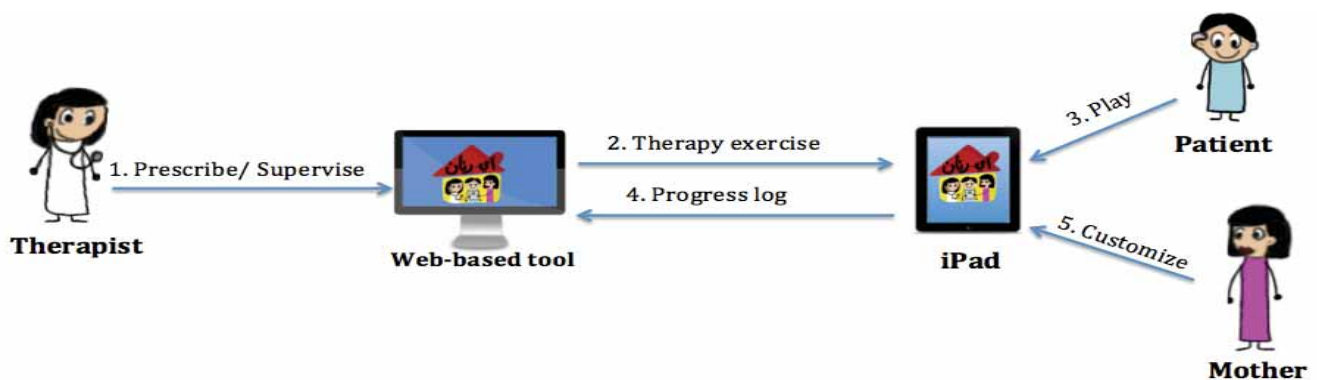 3. Play
Patient
1. Prescribe/ Supervise
2. Therapy exercise
4. Progress log
5. Customize
Therapist
Web-based tool
iPad
Mother